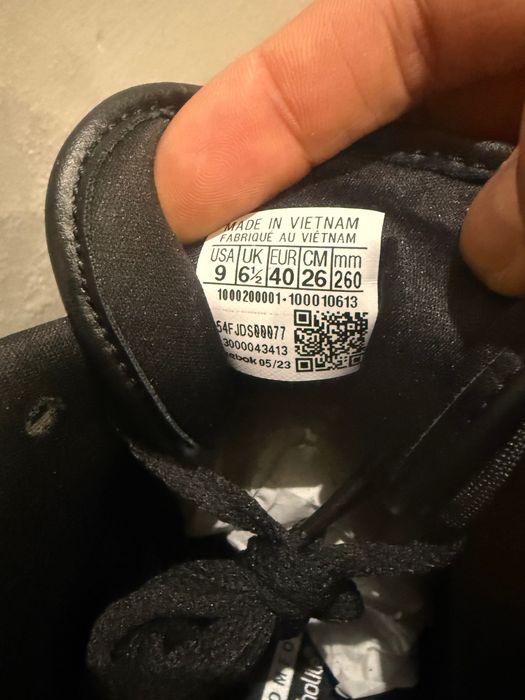 MADE IN VIETNAM
FABRIQUÉ AU VIÊTNAM
USA UK EUR CM mm
9 6½ 40 26 260
1000200001-100010613
54FJDS00077
3000043413
05/23